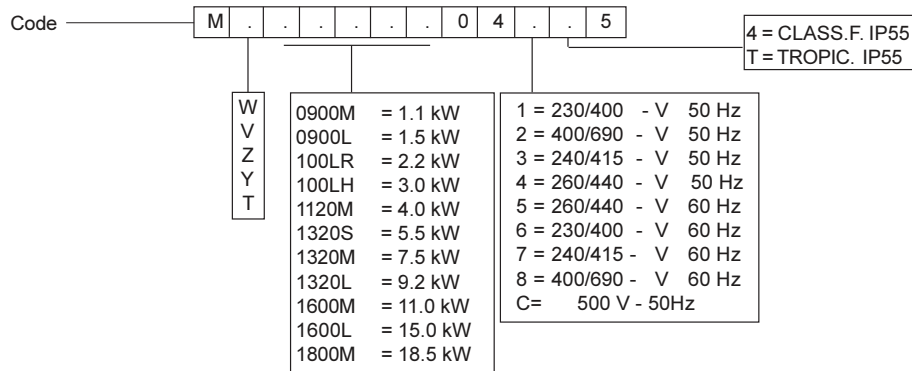 Code M . . . . . 0 4 . . 5
4 = CLASS.F. IP55
T = TROPIC. IP55
W
V
Z
Y
T
0900M = 1.1 kW
0900L = 1.5 kW
100LR = 2.2 kW
100LH = 3.0 kW
1120M = 4.0 kW
1320S = 5.5 kW
1320M = 7.5 kW
1320L = 9.2 kW
1600M = 11.0 kW
1600L = 15.0 kW
1800M = 18.5 kW
1 = 230/400 - V 50 Hz
2 = 400/690 - V 50 Hz
3 = 240/415 - V 50 Hz
4 = 260/440 - V 50 Hz
5 = 260/440 - V 60 Hz
6 = 230/400 - V 60 Hz
7 = 240/415 - V 60 Hz
8 = 400/690 - V 60 Hz
C= 500 V - 50Hz